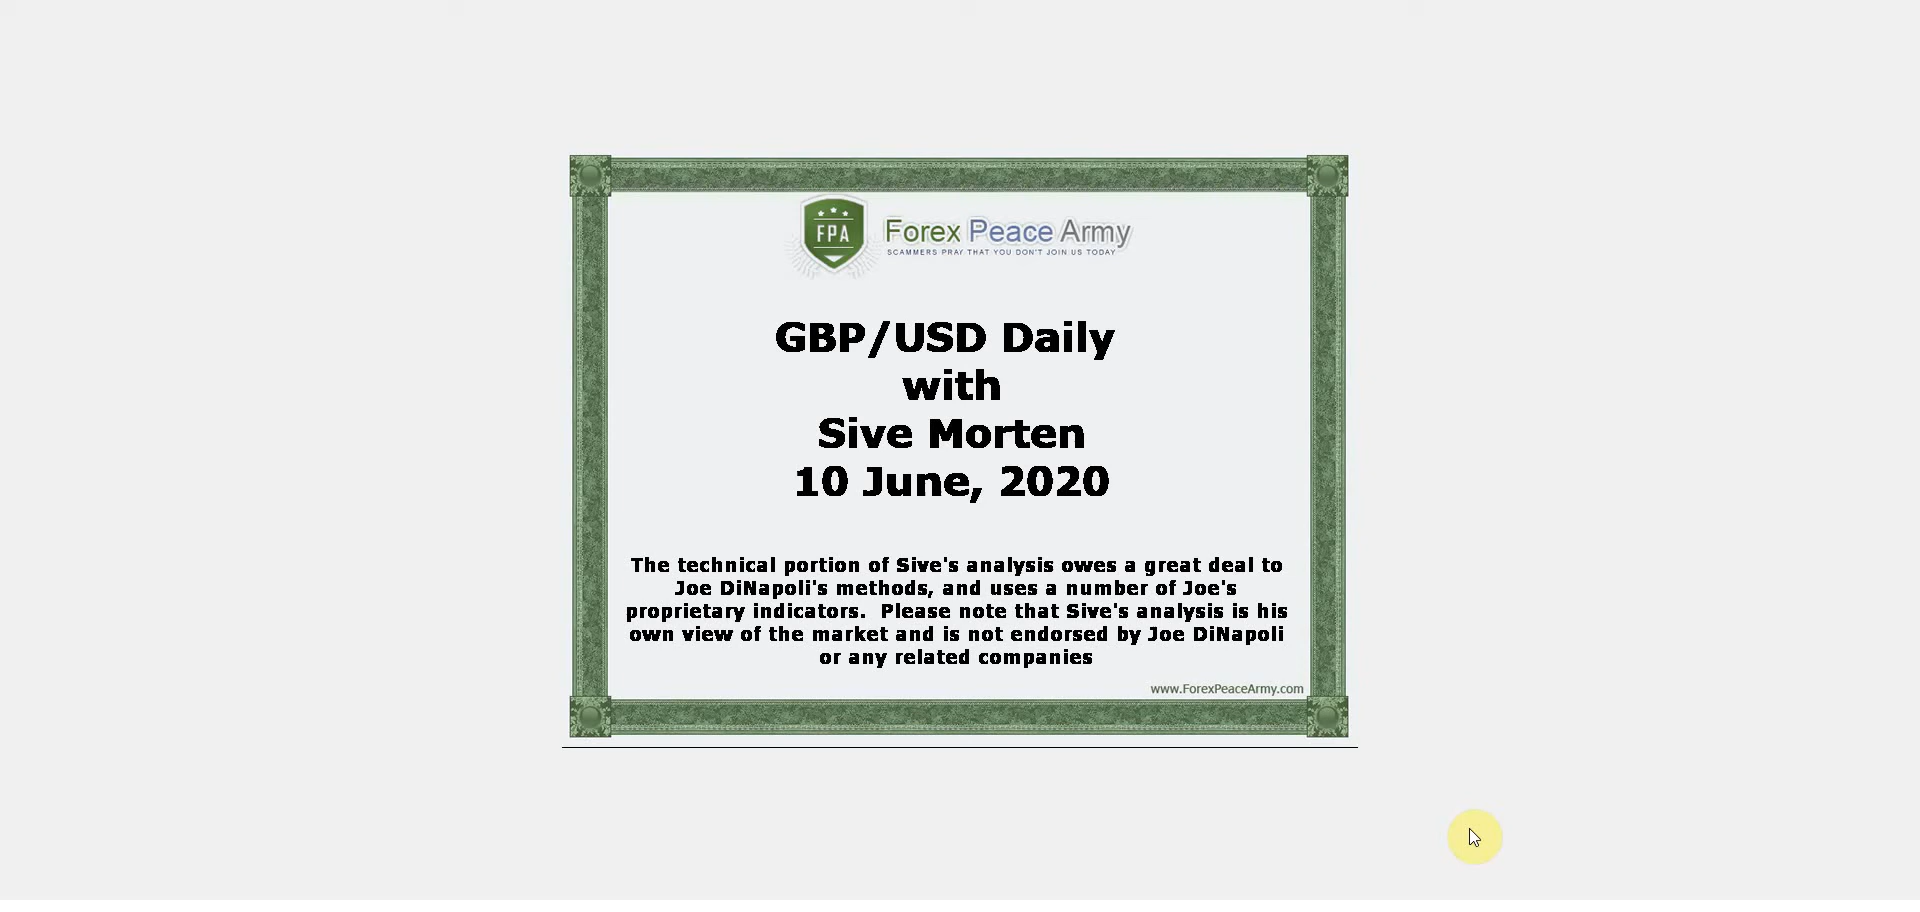 FPA
Forex Peace Army
SCAMMERS PRAY THAT YOU DON'T JOIN US TODAY
GBP/USD Daily
with
Sive Morten
10 June, 2020
The technical portion of Sive's analysis owes a great deal to
Joe DiNapoli's methods, and uses a number of Joe's
proprietary indicators.  Please note that Sive's analysis is his
own view of the market and is not endorsed by Joe DiNapoli
or any related companies
www.ForexPeaceArmy.com